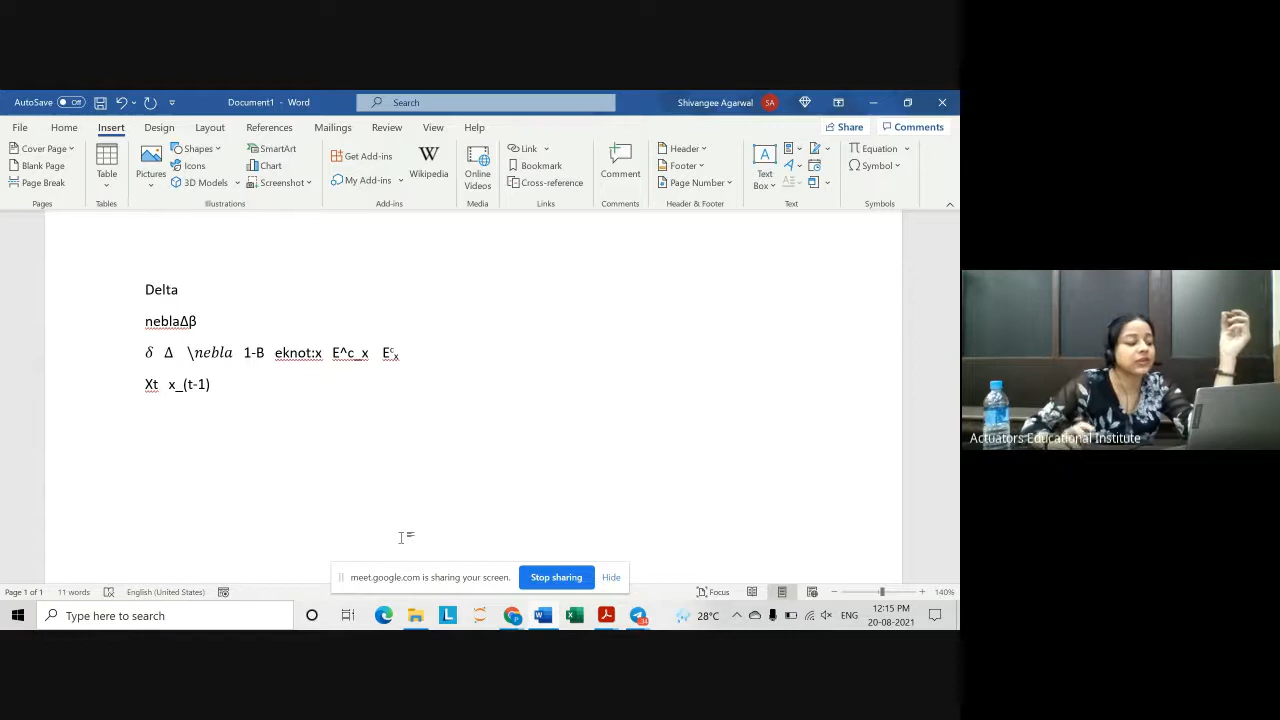 AutoSave Off Document1 - Word Search Shivangee Agarwal SA
File Home Insert Design Layout References Mailings Review View Help Share Comments
Cover Page
Blank Page
Page Break
Pages
Table
Tables
Pictures
Shapes
Icons
3D Models
SmartArt
Chart
Screenshot
Illustrations
Get Add-ins
My Add-ins
Wikipedia
Add-ins
Online Videos
Media
Link
Bookmark
Cross-reference
Links
Comment
Comments
Header
Footer
Page Number
Header & Footer
Text Box
Text
Equation
Symbol
Symbols
Delta
neblaΔβ
δ Δ \nebla 1-B eknot:x E^c_x Eᶜₓ
Xt x_(t-1)
Actuators Educational Institute
meet.google.com is sharing your screen. Stop sharing Hide
Page 1 of 1 11 words English (United States) Focus 140%
Type here to search 28°C ENG 12:15 PM
20-08-2021